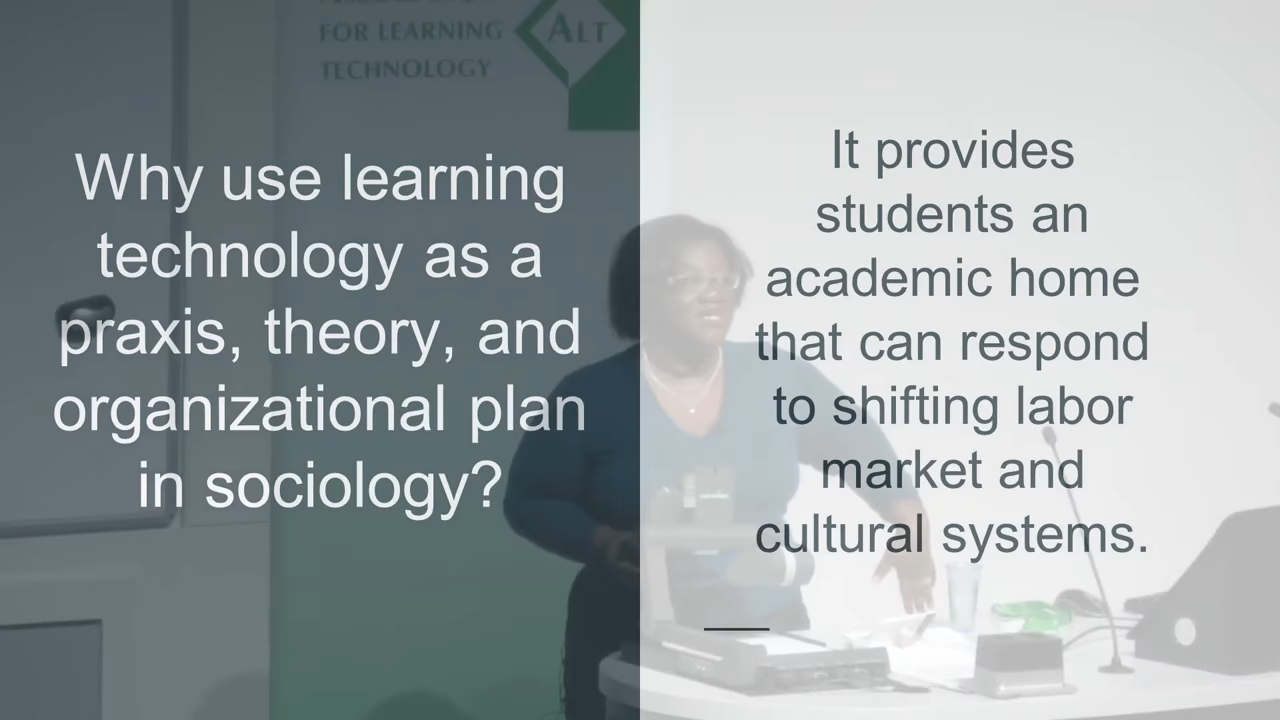 FOR LEARNING
TECHNOLOGY
ALT
Why use learning
technology as a
praxis, theory, and
organizational plan
in sociology?
It provides
students an
academic home
that can respond
to shifting labor
market and
cultural systems.